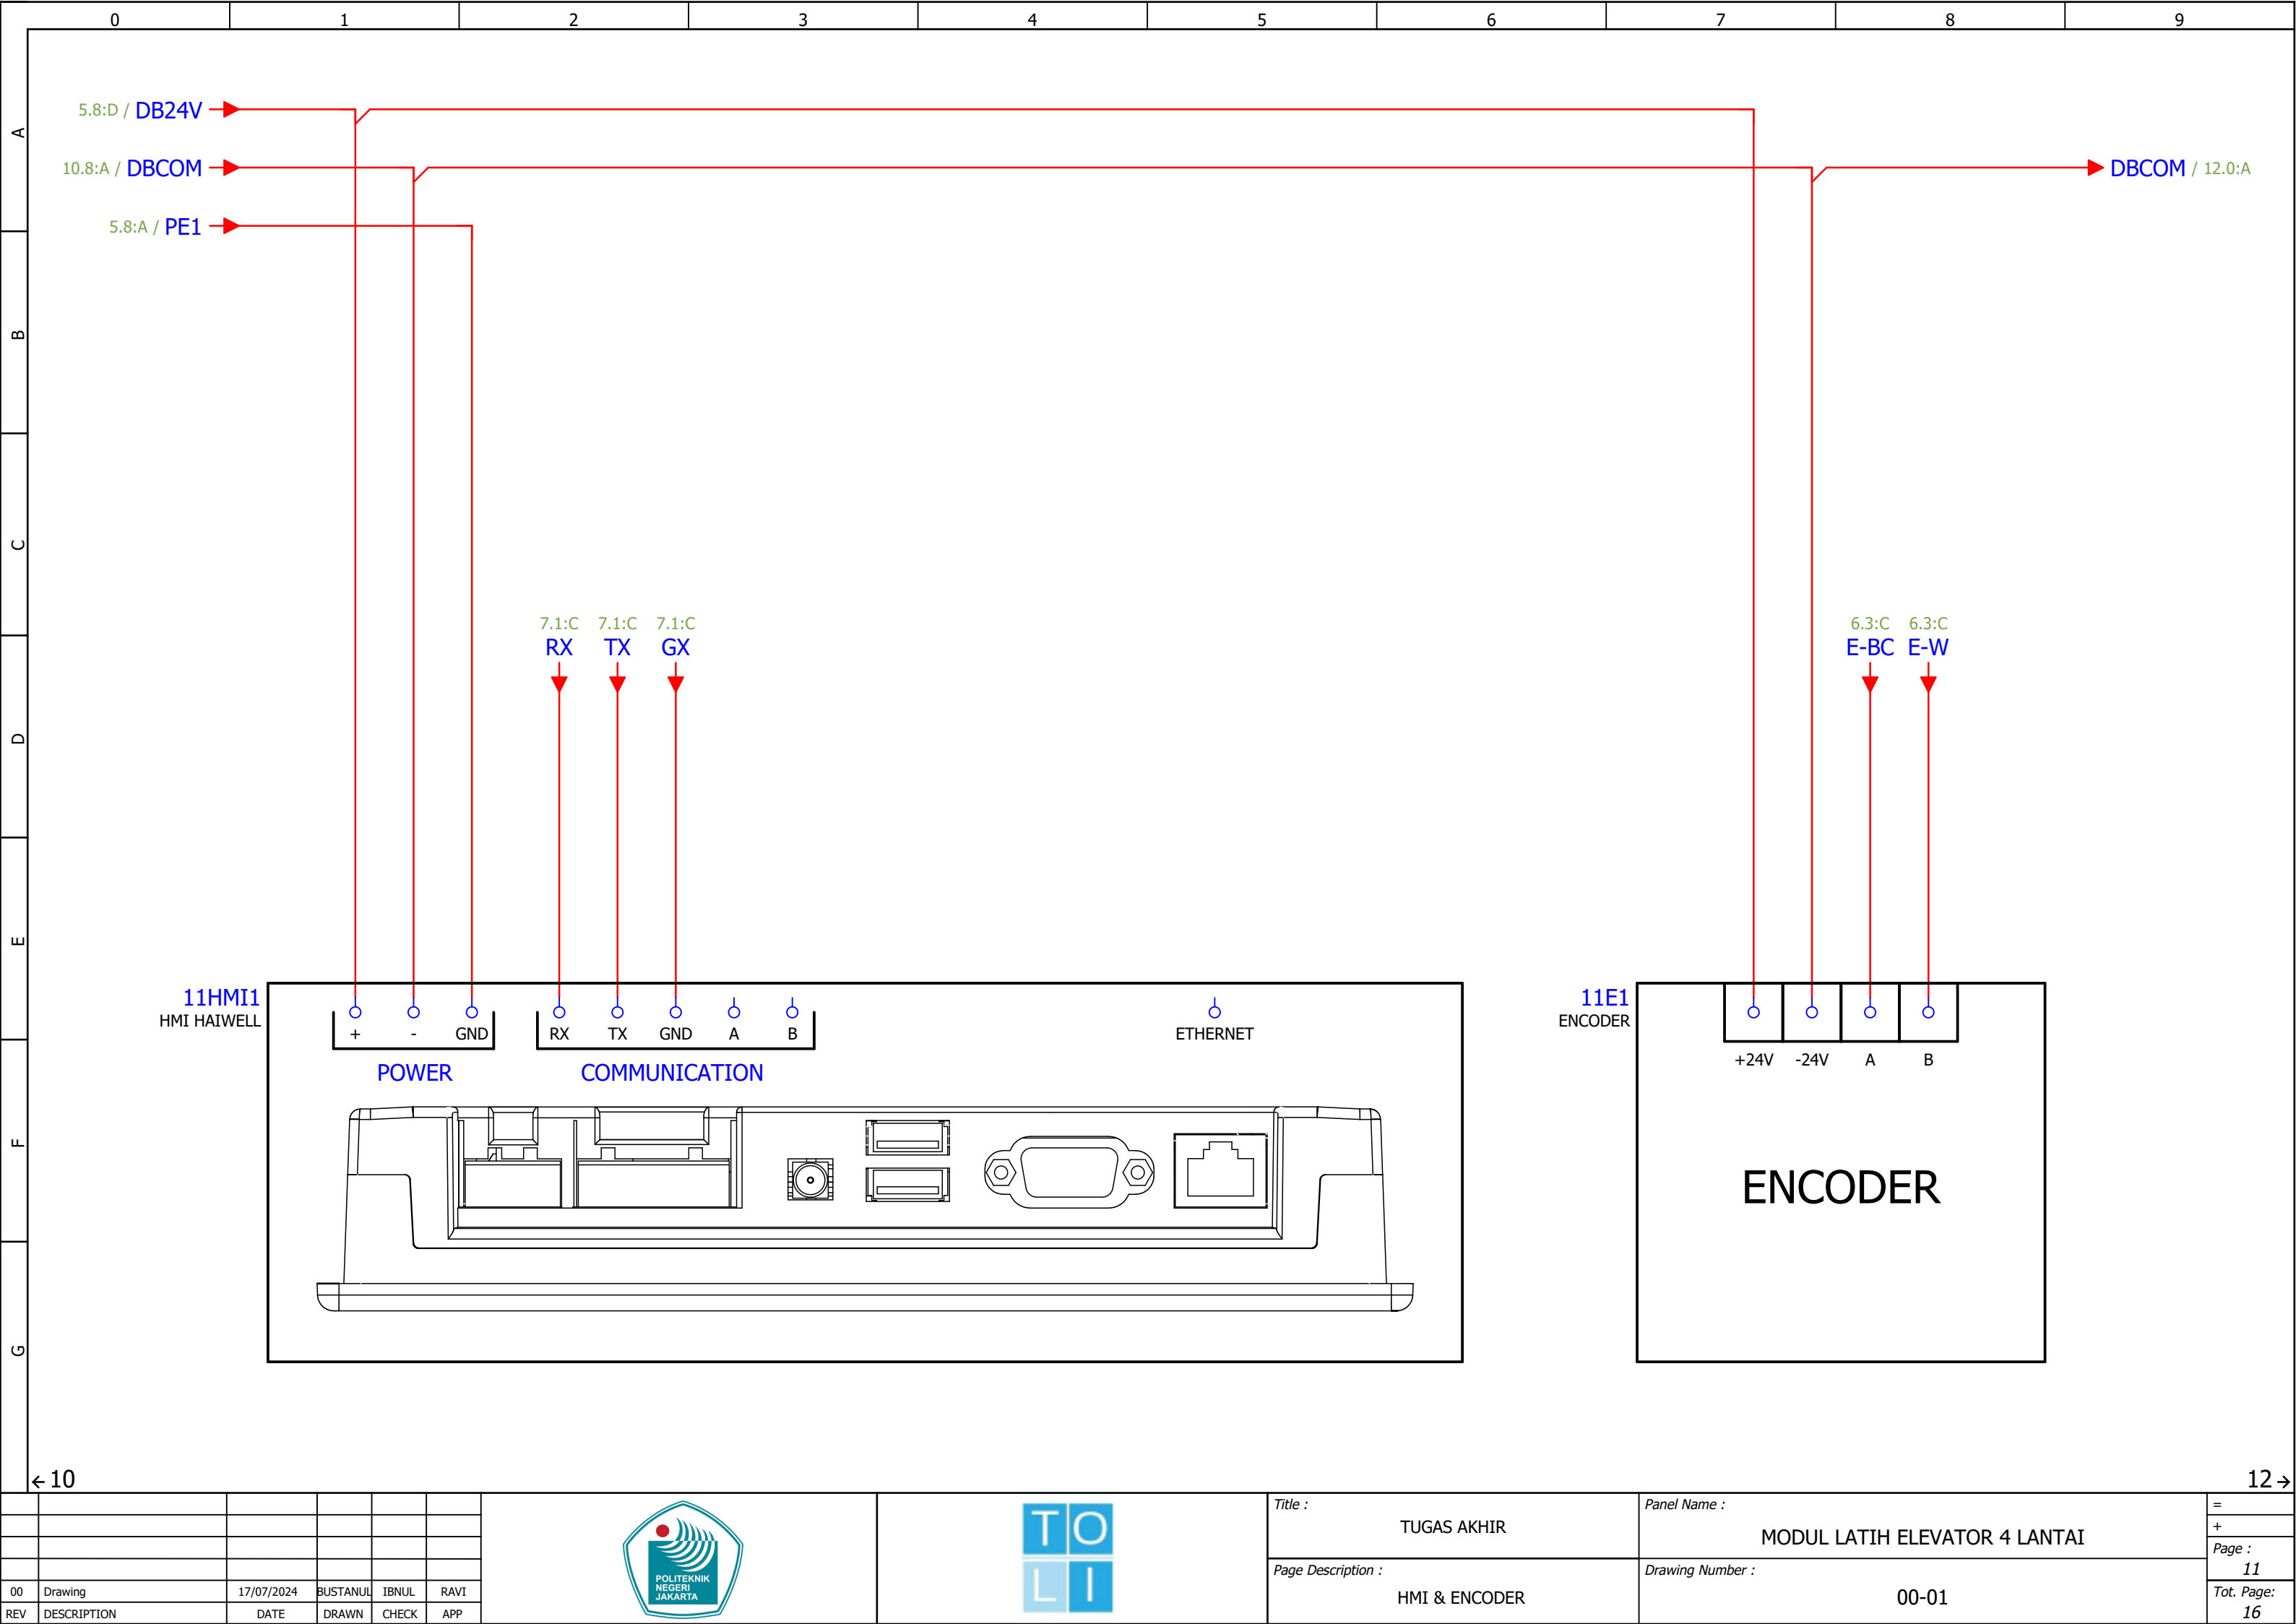 0 1 2 3 4 5 6 7 8 9
A
B
C
D
E
F
G
5.8:D / DB24V
10.8:A / DBCOM
DBCOM / 12.0:A
5.8:A / PE1
7.1:C 7.1:C 7.1:C
RX TX GX
6.3:C 6.3:C
E-BC E-W
11HMI1
HMI HAIWELL
+ - GND RX TX GND A B
ETHERNET
POWER COMMUNICATION
11E1
ENCODER
+24V -24V A B
ENCODER
←10
12→
00 Drawing 17/07/2024 BUSTANUL IBNUL RAVI
REV DESCRIPTION DATE DRAWN CHECK APP
POLITEKNIK
NEGERI
JAKARTA
TO
LI
Title :
TUGAS AKHIR
Page Description :
HMI & ENCODER
Panel Name :
MODUL LATIH ELEVATOR 4 LANTAI
Drawing Number :
00-01
=
+
Page :
11
Tot. Page:
16